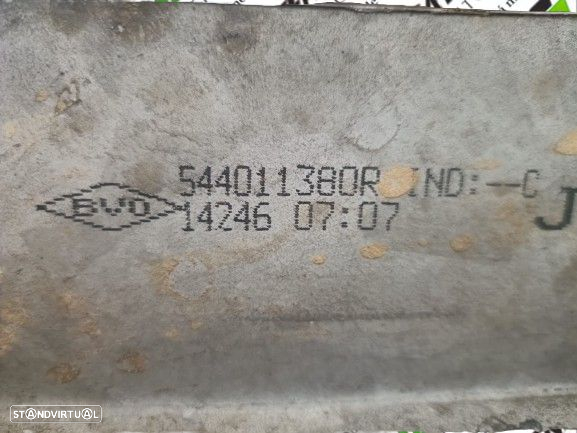 544011380R IND:--C
BVO
14246 07:07
J
STANDVIRTUAL